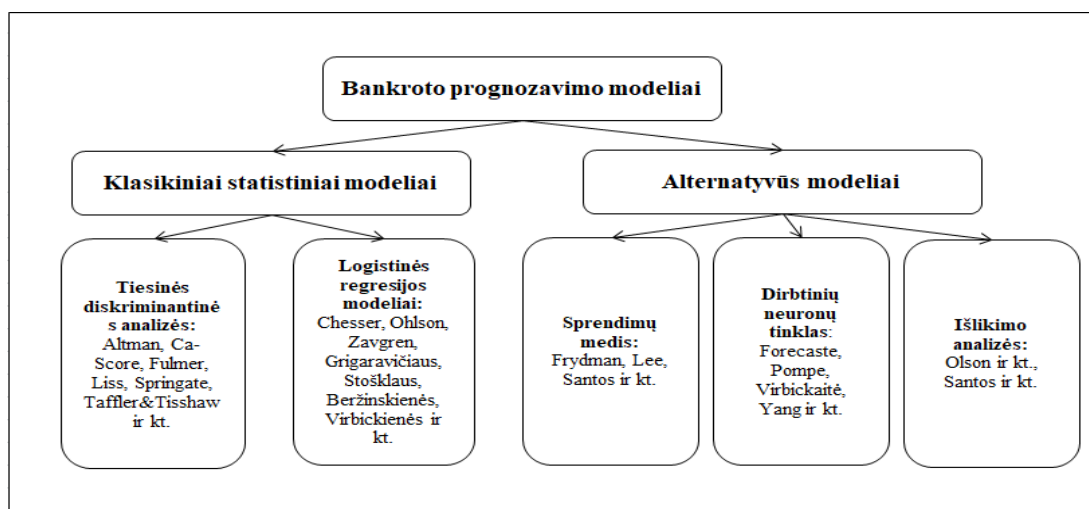 Bankroto prognozavimo modeliai
Klasikiniai statistiniai modeliai
Alternatyvūs modeliai
Tiesinės
diskriminantinė
s analizės:
Altman, Ca-
Score, Fulmer,
Liss, Springate,
Taffler&Tisshaw
ir kt.
Logistinės
regresijos
modeliai:
Chesser, Ohlson,
Zavgren,
Grigaravičiaus,
Stošklaus,
Beržinskienės,
Virbickienės ir
kt.
Sprendimų
medis:
Frydman, Lee,
Santos ir kt.
Dirbtinių
neuronų
tinklas:
Forecaste,
Pompe,
Virbickaitė,
Yang ir kt.
Išlikimo
analizės:
Olson ir kt.,
Santos ir kt.